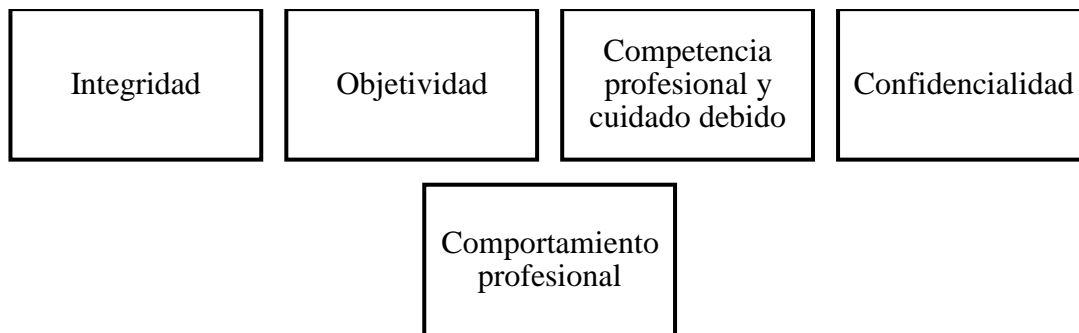 Integridad
Objetividad
Competencia
profesional y
cuidado debido
Confidencialidad
Comportamiento
profesional